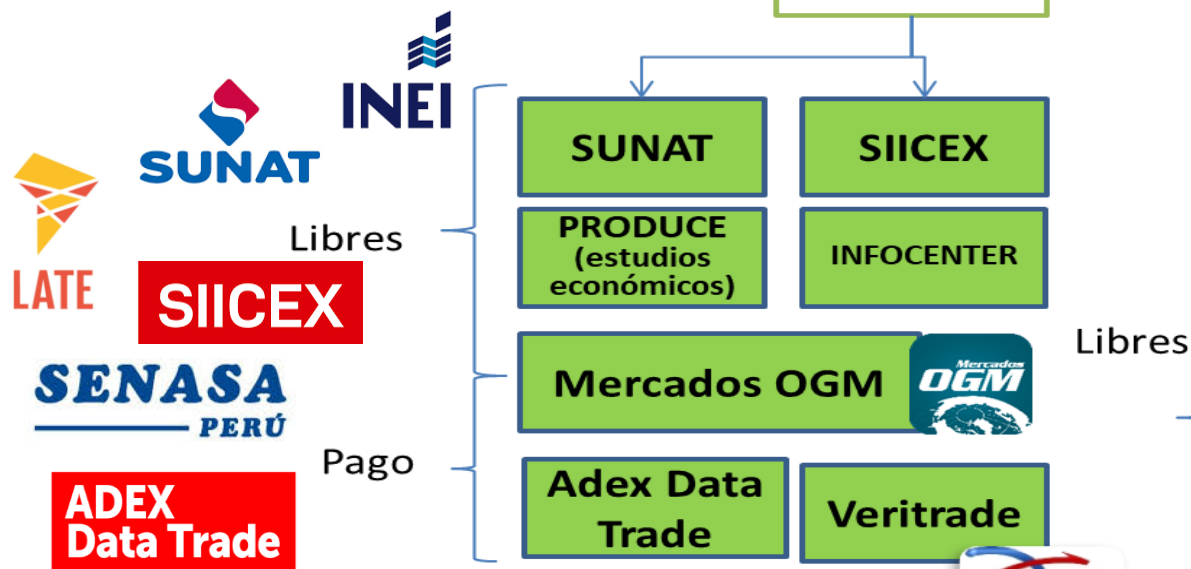 INEI
SUNAT
LATE
Libres
SIICEX
SENASA
PERÚ
Pago
ADEX
Data Trade
SUNAT
SIICEX
PRODUCE
(estudios
económicos)
INFOCENTER
Mercados OGM
Mercados
OGM
Adex Data
Trade
Veritrade
Libres